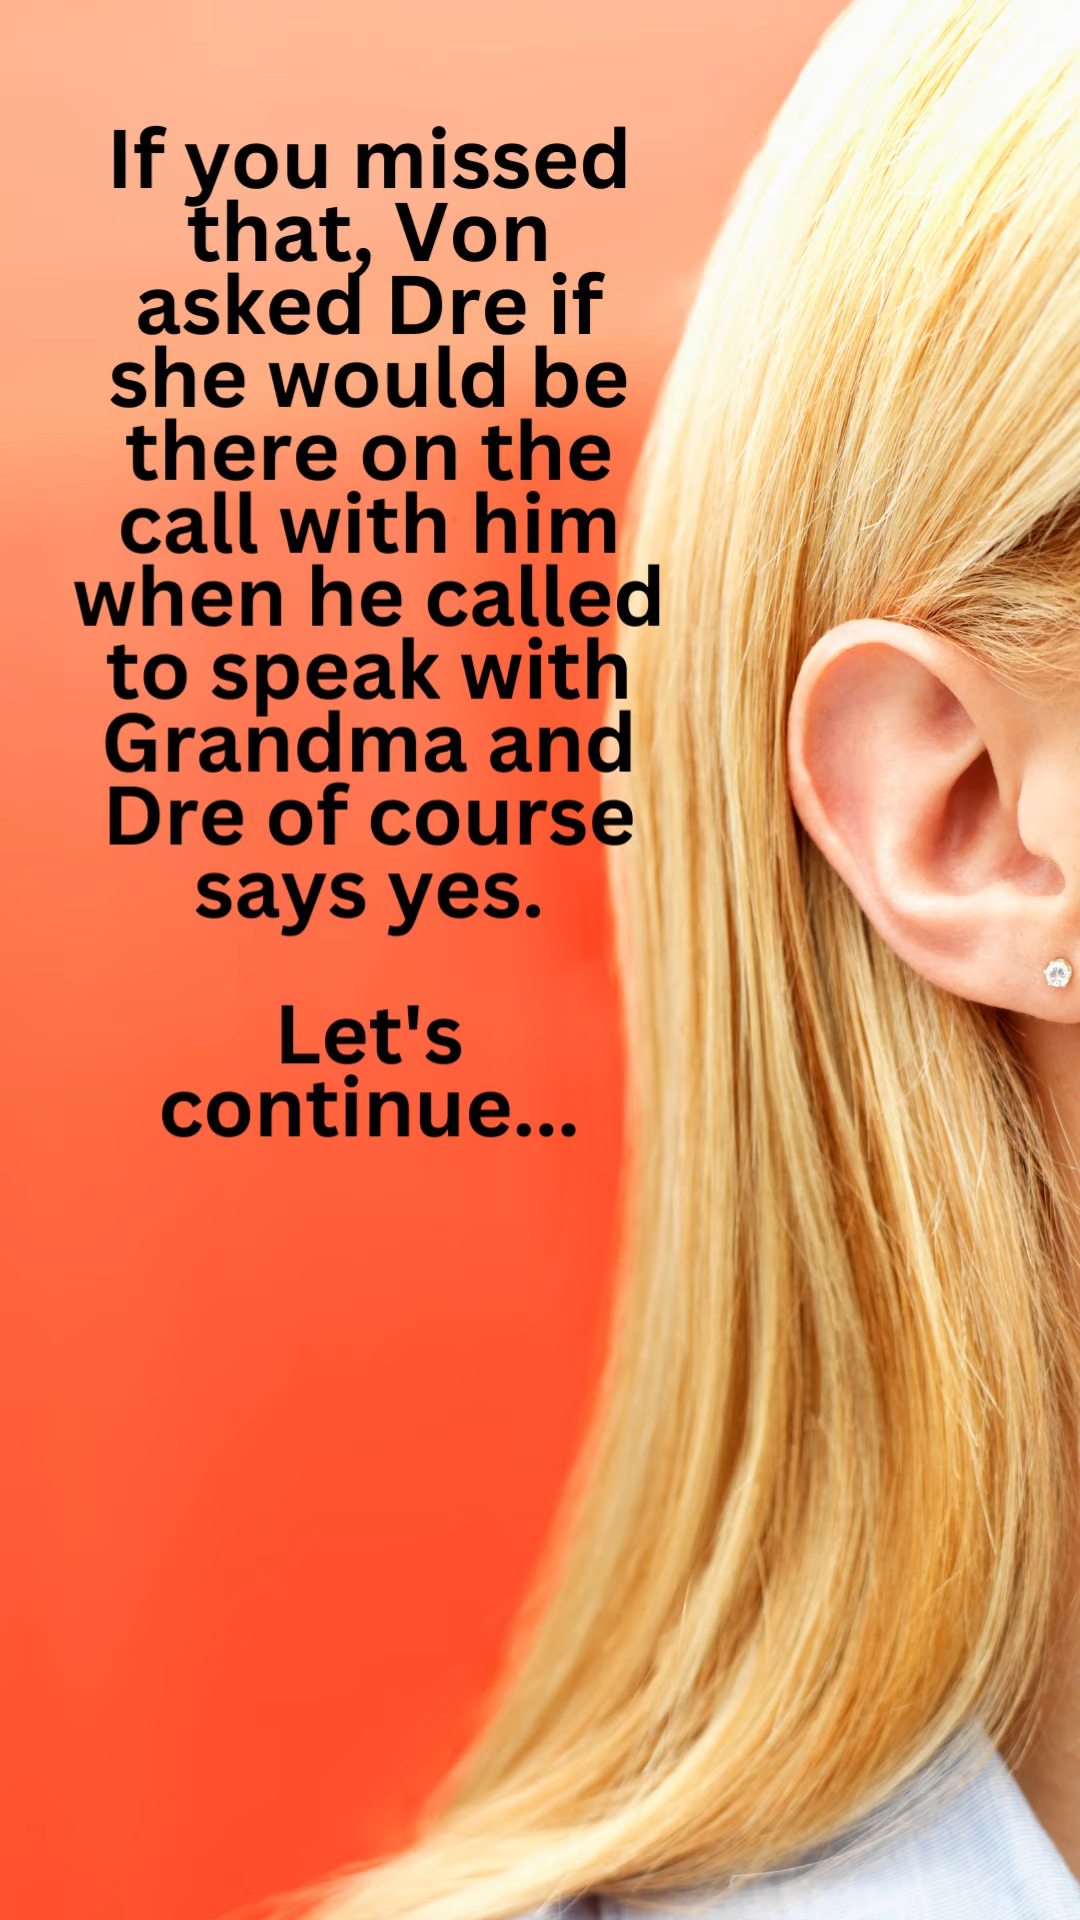 If you missed
that, Von
asked Dre if
she would be
there on the
call with him
when he called
to speak with
Grandma and
Dre of course
says yes.
Let's
continue...